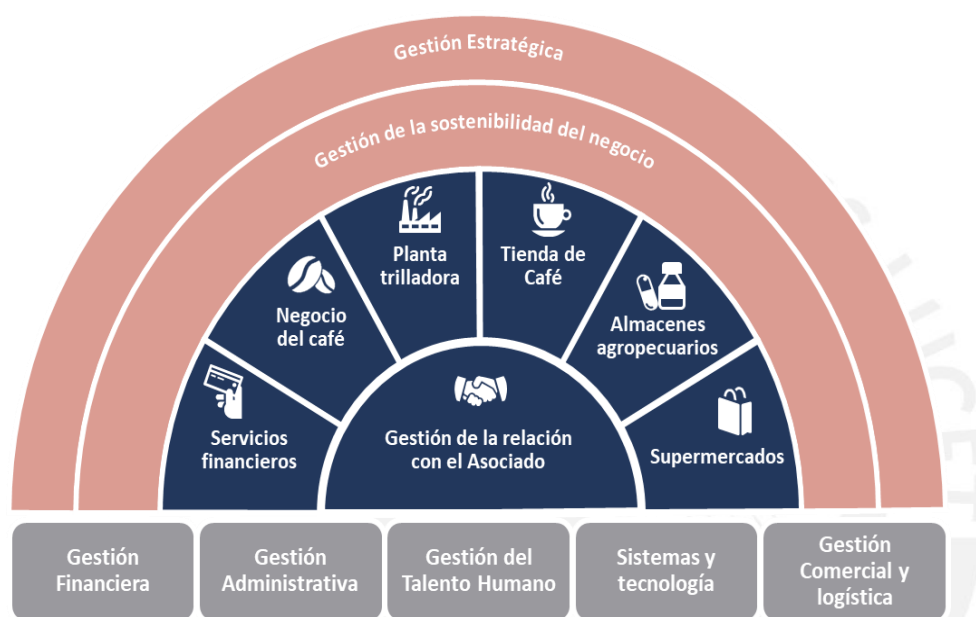 Gestión Estratégica
Gestión de la sostenibilidad del negocio
Planta
trilladora
Tienda de
Café
Negocio
del café
Almacenes
agropecuarios
Servicios
financieros
Gestión de la relación
con el Asociado
Supermercados
Gestión
Financiera
Gestión
Administrativa
Gestión del
Talento Humano
Sistemas y
tecnología
Gestión
Comercial y
logística